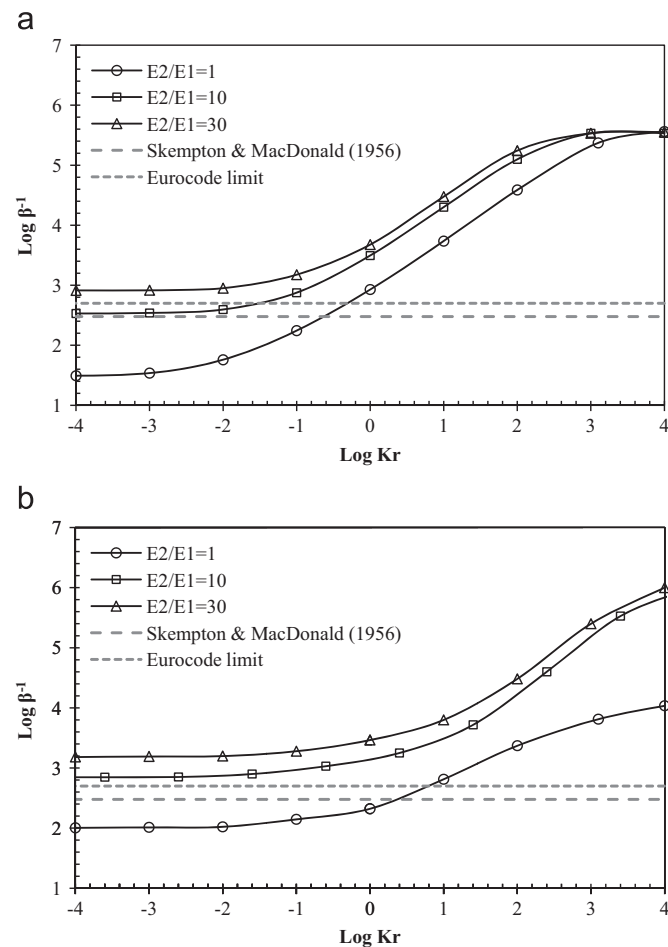 a
7
6
5
4
3
2
1
Log β⁻¹
E2/E1=1
E2/E1=10
E2/E1=30
Skempton & MacDonald (1956)
Eurocode limit
-4 -3 -2 -1 0 1 2 3 4
Log Kr
b
7
6
5
4
3
2
1
Log β⁻¹
E2/E1=1
E2/E1=10
E2/E1=30
Skempton & MacDonald (1956)
Eurocode limit
-4 -3 -2 -1 0 1 2 3 4
Log Kr